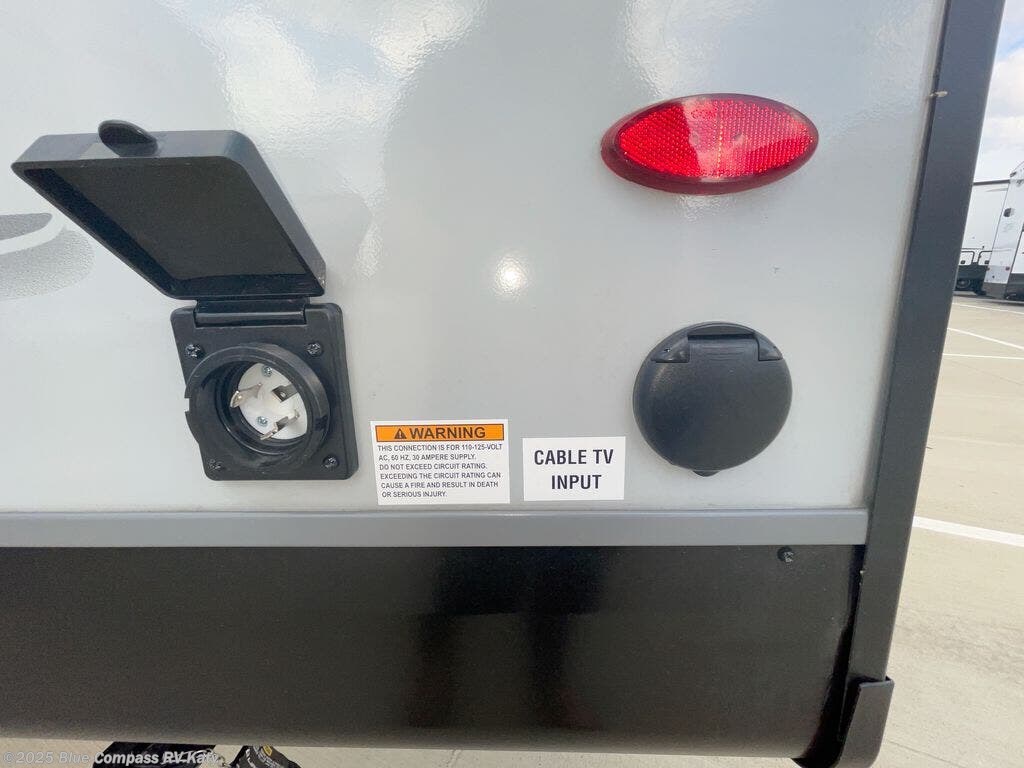 WARNING
THIS CONNECTION IS FOR 110-125-VOLT
AC, 60 HZ, 30 AMPERE SUPPLY.
DO NOT EXCEED CIRCUIT RATING.
EXCEEDING THE CIRCUIT RATING CAN
CAUSE A FIRE AND RESULT IN DEATH
OR SERIOUS INJURY.
CABLE TV
INPUT
©2025 Blue Compass RV Katy